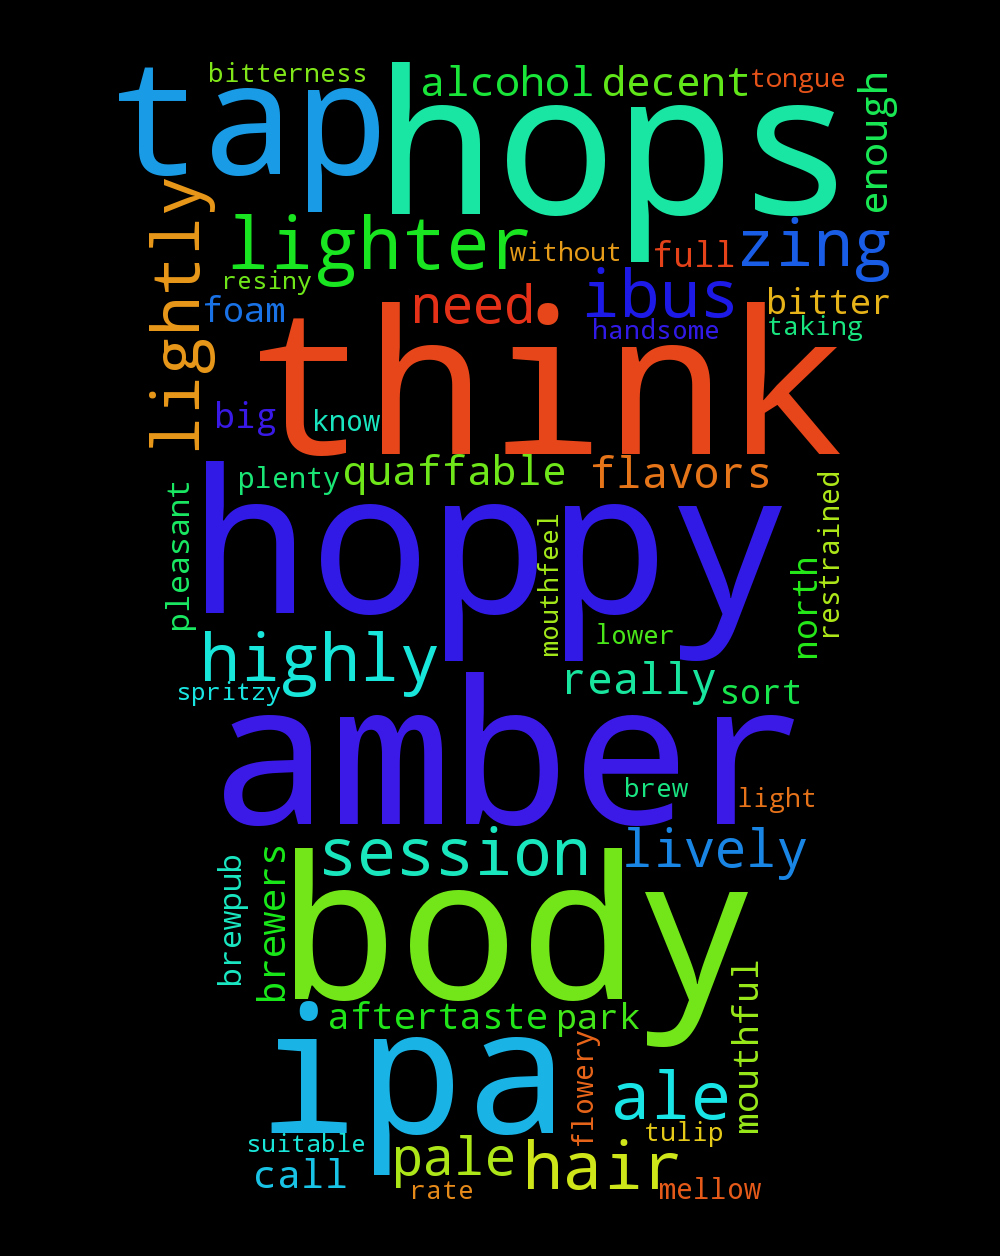 bitterness
tap
hops
alcohol
decent
tongue
enough
lightly
lighter
without
full
zing
resiny
foam
need
ibus
handsome
bitter
taking
think
big
know
plenty
quaffable
flavors
pleasant
hoppy
mouthfeel
restrained
north
lower
highly
spritzy
really
sort
amber
brew
light
session
lively
brewpub
brewers
body
aftertaste
park
mouthful
ipa
flowery
ale
tulip
suitable
call
pale
rate
hair
mellow